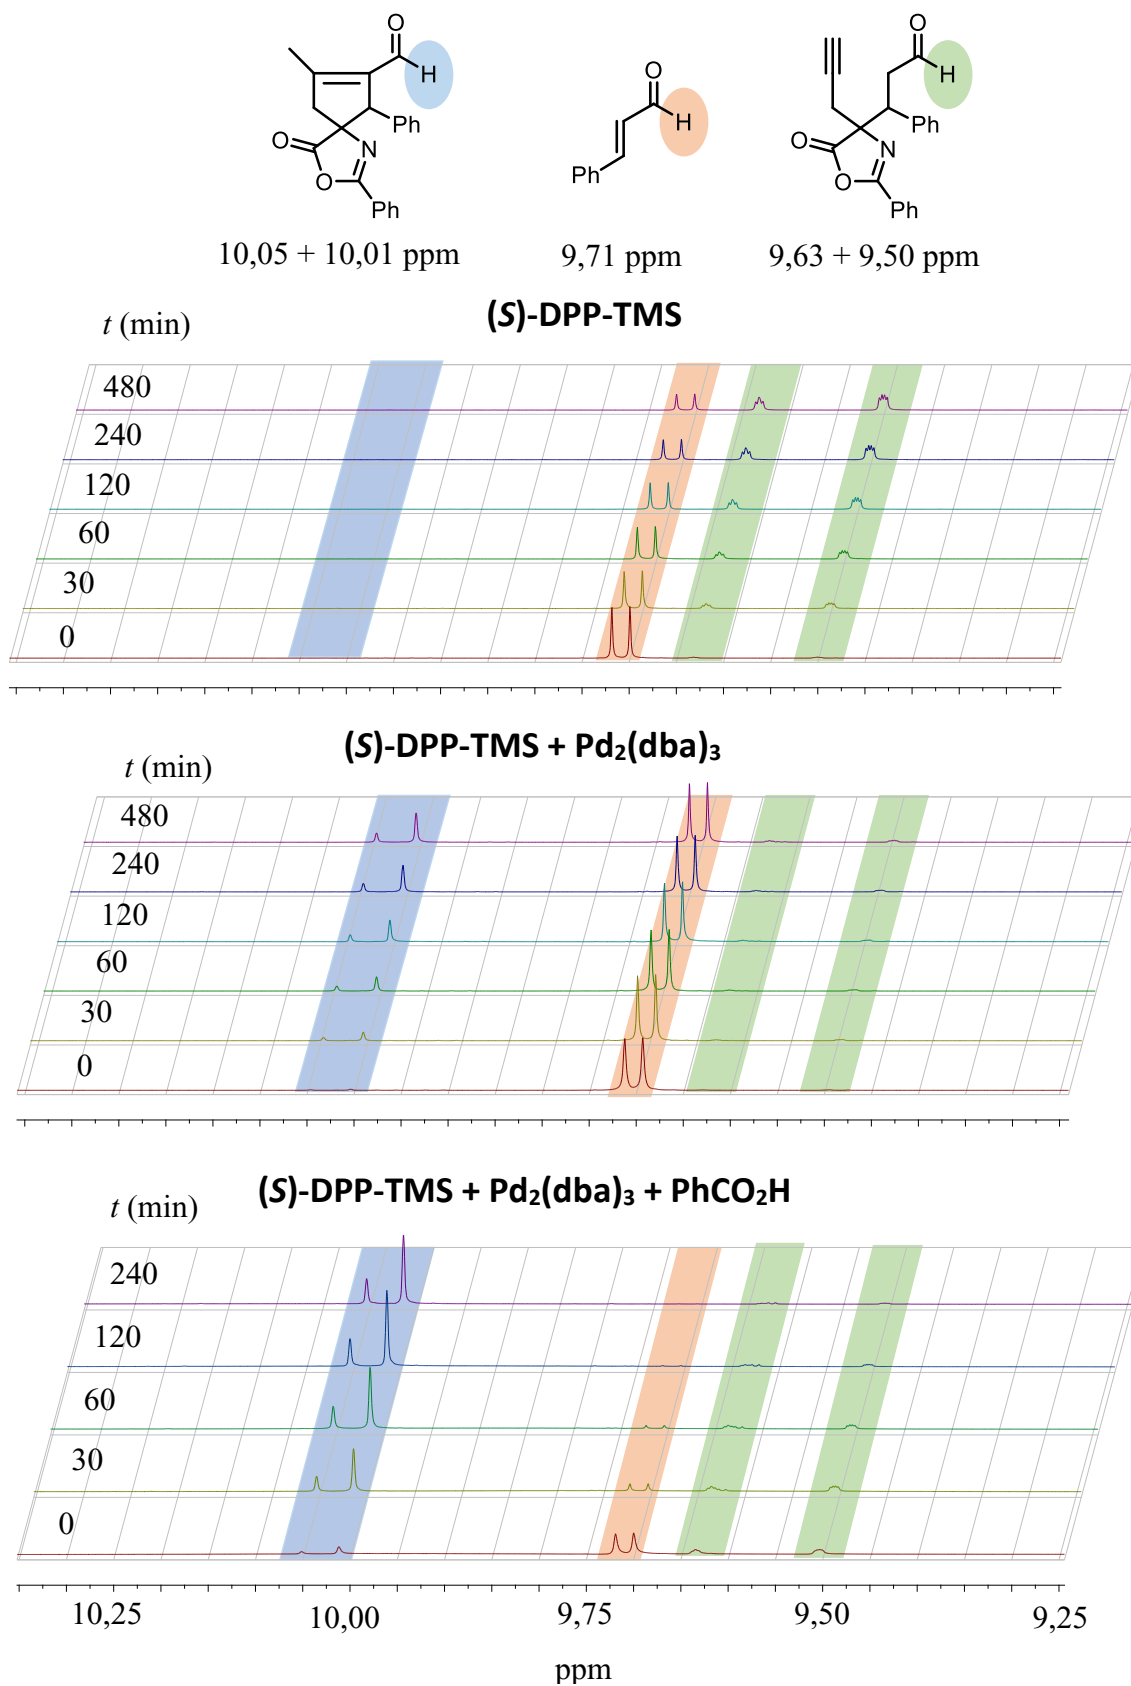 O
H
Ph
O
N
O
Ph
10,05 + 10,01 ppm
O
H
Ph
9,71 ppm
O
H
Ph
O
N
O
Ph
9,63 + 9,50 ppm
(S)-DPP-TMS
t (min)
480
240
120
60
30
0
(S)-DPP-TMS + Pd₂(dba)₃
t (min)
480
240
120
60
30
0
(S)-DPP-TMS + Pd₂(dba)₃ + PhCO₂H
t (min)
240
120
60
30
0
10,25 10,00 9,75 9,50 9,25
ppm